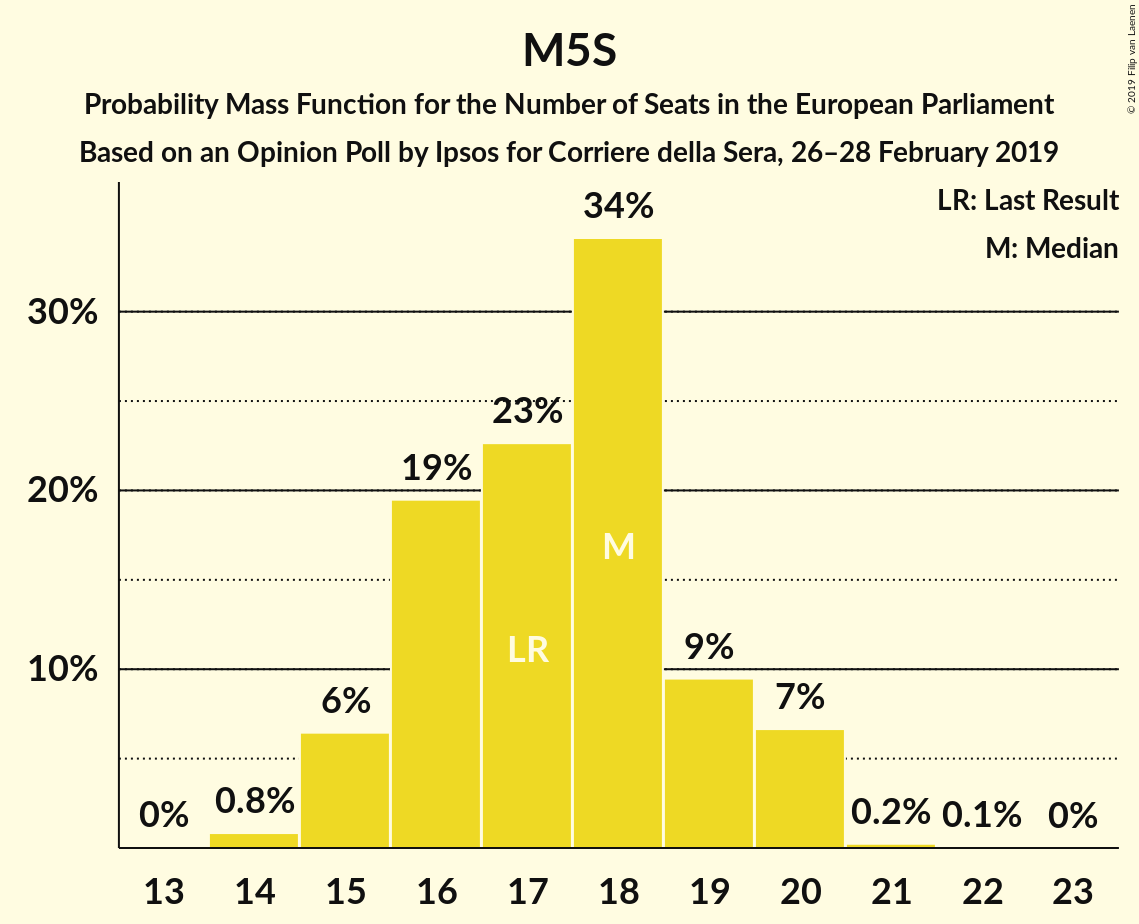 M5S
Probability Mass Function for the Number of Seats in the European Parliament
Based on an Opinion Poll by Ipsos for Corriere della Sera, 26–28 February 2019
© 2019 Filip van Laenen
LR: Last Result
M: Median
34%
30%
23%
19%
20%
M
LR
9%
10%
7%
6%
0%
0.8%
0.2%
0.1%
0%
13 14 15 16 17 18 19 20 21 22 23